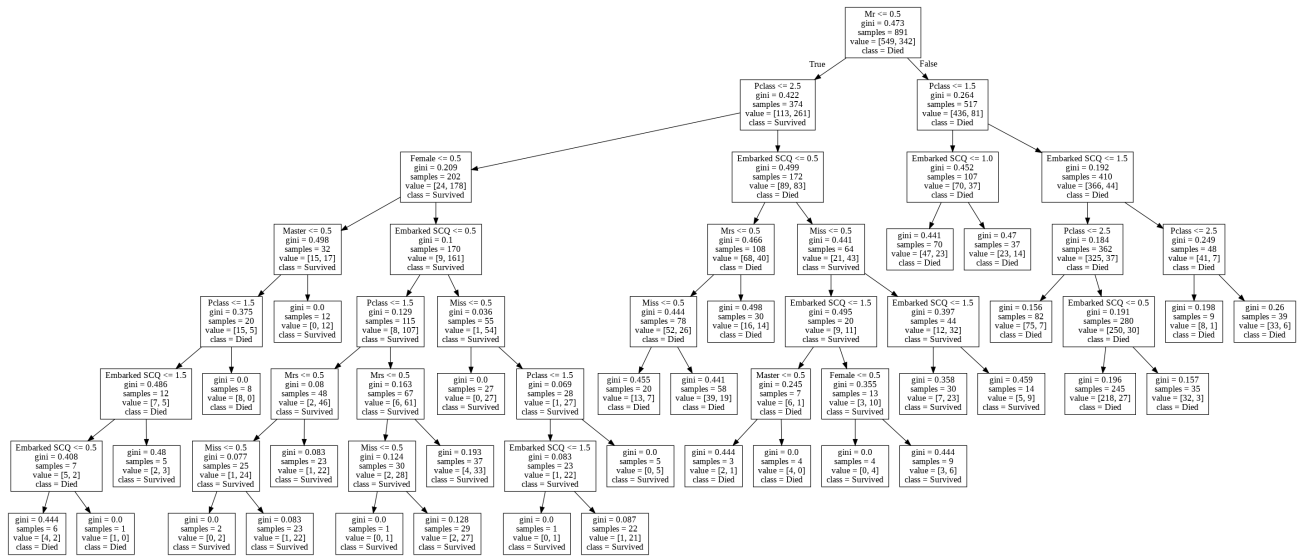 Mr <= 0.5
gini = 0.473
samples = 891
value = [549, 342]
class = Died
True
False
Pclass <= 2.5
gini = 0.422
samples = 374
value = [113, 261]
class = Survived
Pclass <= 1.5
gini = 0.264
samples = 517
value = [436, 81]
class = Died
Female <= 0.5
gini = 0.209
samples = 202
value = [24, 178]
class = Survived
Embarked SCQ <= 0.5
gini = 0.499
samples = 172
value = [89, 83]
class = Died
Embarked SCQ <= 1.0
gini = 0.452
samples = 107
value = [70, 37]
class = Died
Embarked SCQ <= 1.5
gini = 0.192
samples = 410
value = [366, 44]
class = Died
Master <= 0.5
gini = 0.498
samples = 32
value = [15, 17]
class = Survived
Embarked SCQ <= 0.5
gini = 0.1
samples = 170
value = [9, 161]
class = Survived
Mrs <= 0.5
gini = 0.466
samples = 108
value = [68, 40]
class = Died
Miss <= 0.5
gini = 0.441
samples = 64
value = [21, 43]
class = Survived
gini = 0.441
samples = 70
value = [47, 23]
class = Died
gini = 0.47
samples = 37
value = [23, 14]
class = Died
Pclass <= 2.5
gini = 0.184
samples = 362
value = [325, 37]
class = Died
Pclass <= 2.5
gini = 0.249
samples = 48
value = [41, 7]
class = Died
Pclass <= 1.5
gini = 0.375
samples = 20
value = [15, 5]
class = Died
gini = 0.0
samples = 12
value = [0, 12]
class = Survived
Pclass <= 1.5
gini = 0.129
samples = 115
value = [8, 107]
class = Survived
Miss <= 0.5
gini = 0.036
samples = 55
value = [1, 54]
class = Survived
Miss <= 0.5
gini = 0.444
samples = 78
value = [52, 26]
class = Died
gini = 0.498
samples = 30
value = [16, 14]
class = Died
Embarked SCQ <= 1.5
gini = 0.495
samples = 20
value = [9, 11]
class = Survived
Embarked SCQ <= 1.5
gini = 0.397
samples = 44
value = [12, 32]
class = Survived
gini = 0.156
samples = 82
value = [75, 7]
class = Died
Embarked SCQ <= 0.5
gini = 0.191
samples = 280
value = [250, 30]
class = Died
gini = 0.198
samples = 9
value = [8, 1]
class = Died
gini = 0.26
samples = 39
value = [33, 6]
class = Died
Embarked SCQ <= 1.5
gini = 0.486
samples = 12
value = [7, 5]
class = Died
gini = 0.0
samples = 8
value = [8, 0]
class = Died
Mrs <= 0.5
gini = 0.08
samples = 48
value = [2, 46]
class = Survived
Mrs <= 0.5
gini = 0.163
samples = 67
value = [6, 61]
class = Survived
gini = 0.0
samples = 27
value = [0, 27]
class = Survived
Pclass <= 1.5
gini = 0.069
samples = 28
value = [1, 27]
class = Survived
gini = 0.455
samples = 20
value = [13, 7]
class = Died
gini = 0.441
samples = 58
value = [39, 19]
class = Died
Master <= 0.5
gini = 0.245
samples = 7
value = [6, 1]
class = Died
Female <= 0.5
gini = 0.355
samples = 13
value = [3, 10]
class = Survived
gini = 0.358
samples = 30
value = [7, 23]
class = Survived
gini = 0.459
samples = 14
value = [5, 9]
class = Survived
gini = 0.196
samples = 245
value = [218, 27]
class = Died
gini = 0.157
samples = 35
value = [32, 3]
class = Died
Embarked SCQ <= 0.5
gini = 0.408
samples = 7
value = [5, 2]
class = Died
gini = 0.48
samples = 5
value = [2, 3]
class = Survived
Miss <= 0.5
gini = 0.077
samples = 25
value = [1, 24]
class = Survived
gini = 0.083
samples = 23
value = [1, 22]
class = Survived
Miss <= 0.5
gini = 0.124
samples = 30
value = [2, 28]
class = Survived
gini = 0.193
samples = 37
value = [4, 33]
class = Survived
Embarked SCQ <= 1.5
gini = 0.083
samples = 23
value = [1, 22]
class = Survived
gini = 0.0
samples = 5
value = [0, 5]
class = Survived
gini = 0.444
samples = 3
value = [2, 1]
class = Died
gini = 0.0
samples = 4
value = [4, 0]
class = Died
gini = 0.0
samples = 4
value = [0, 4]
class = Survived
gini = 0.444
samples = 9
value = [3, 6]
class = Survived
gini = 0.444
samples = 6
value = [4, 2]
class = Died
gini = 0.0
samples = 1
value = [1, 0]
class = Died
gini = 0.0
samples = 2
value = [0, 2]
class = Survived
gini = 0.083
samples = 23
value = [1, 22]
class = Survived
gini = 0.0
samples = 1
value = [0, 1]
class = Survived
gini = 0.128
samples = 29
value = [2, 27]
class = Survived
gini = 0.0
samples = 1
value = [0, 1]
class = Survived
gini = 0.087
samples = 22
value = [1, 21]
class = Survived